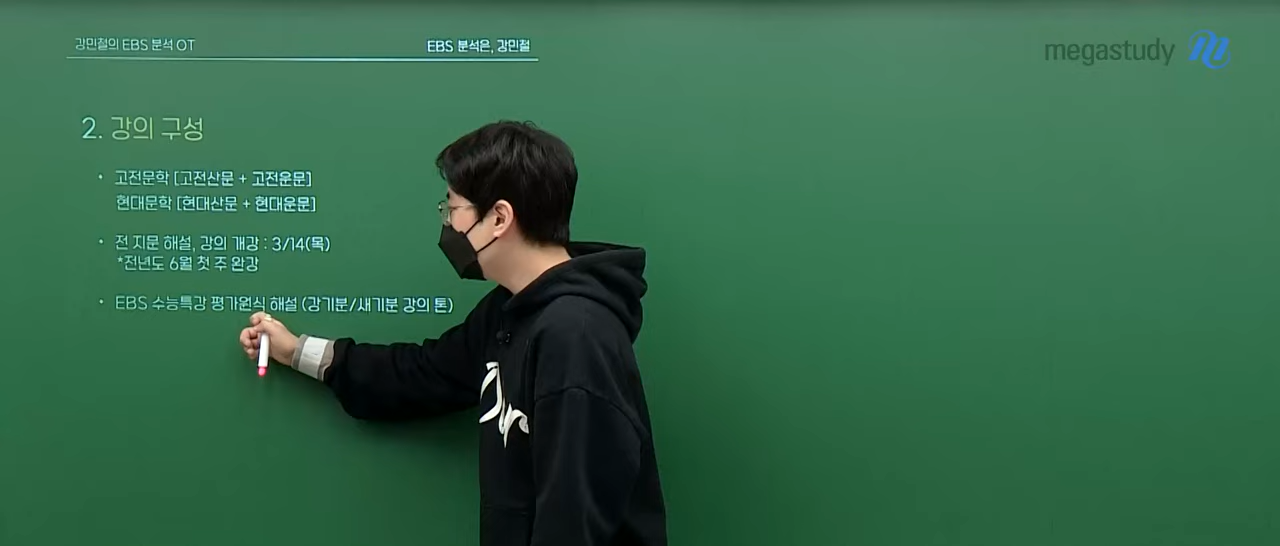 강민철의 EBS 분석 OT
EBS 분석은, 강민철
megastudy
2. 강의 구성
• 고전문학 [고전산문 + 고전운문]
현대문학 [현대산문 + 현대운문]
• 전 지문 해설, 강의 개강 : 3/14(목)
*전년도 6월 첫 주 완강
• EBS 수능특강 평가원식 해설 (강기분/새기분 강의 톤)